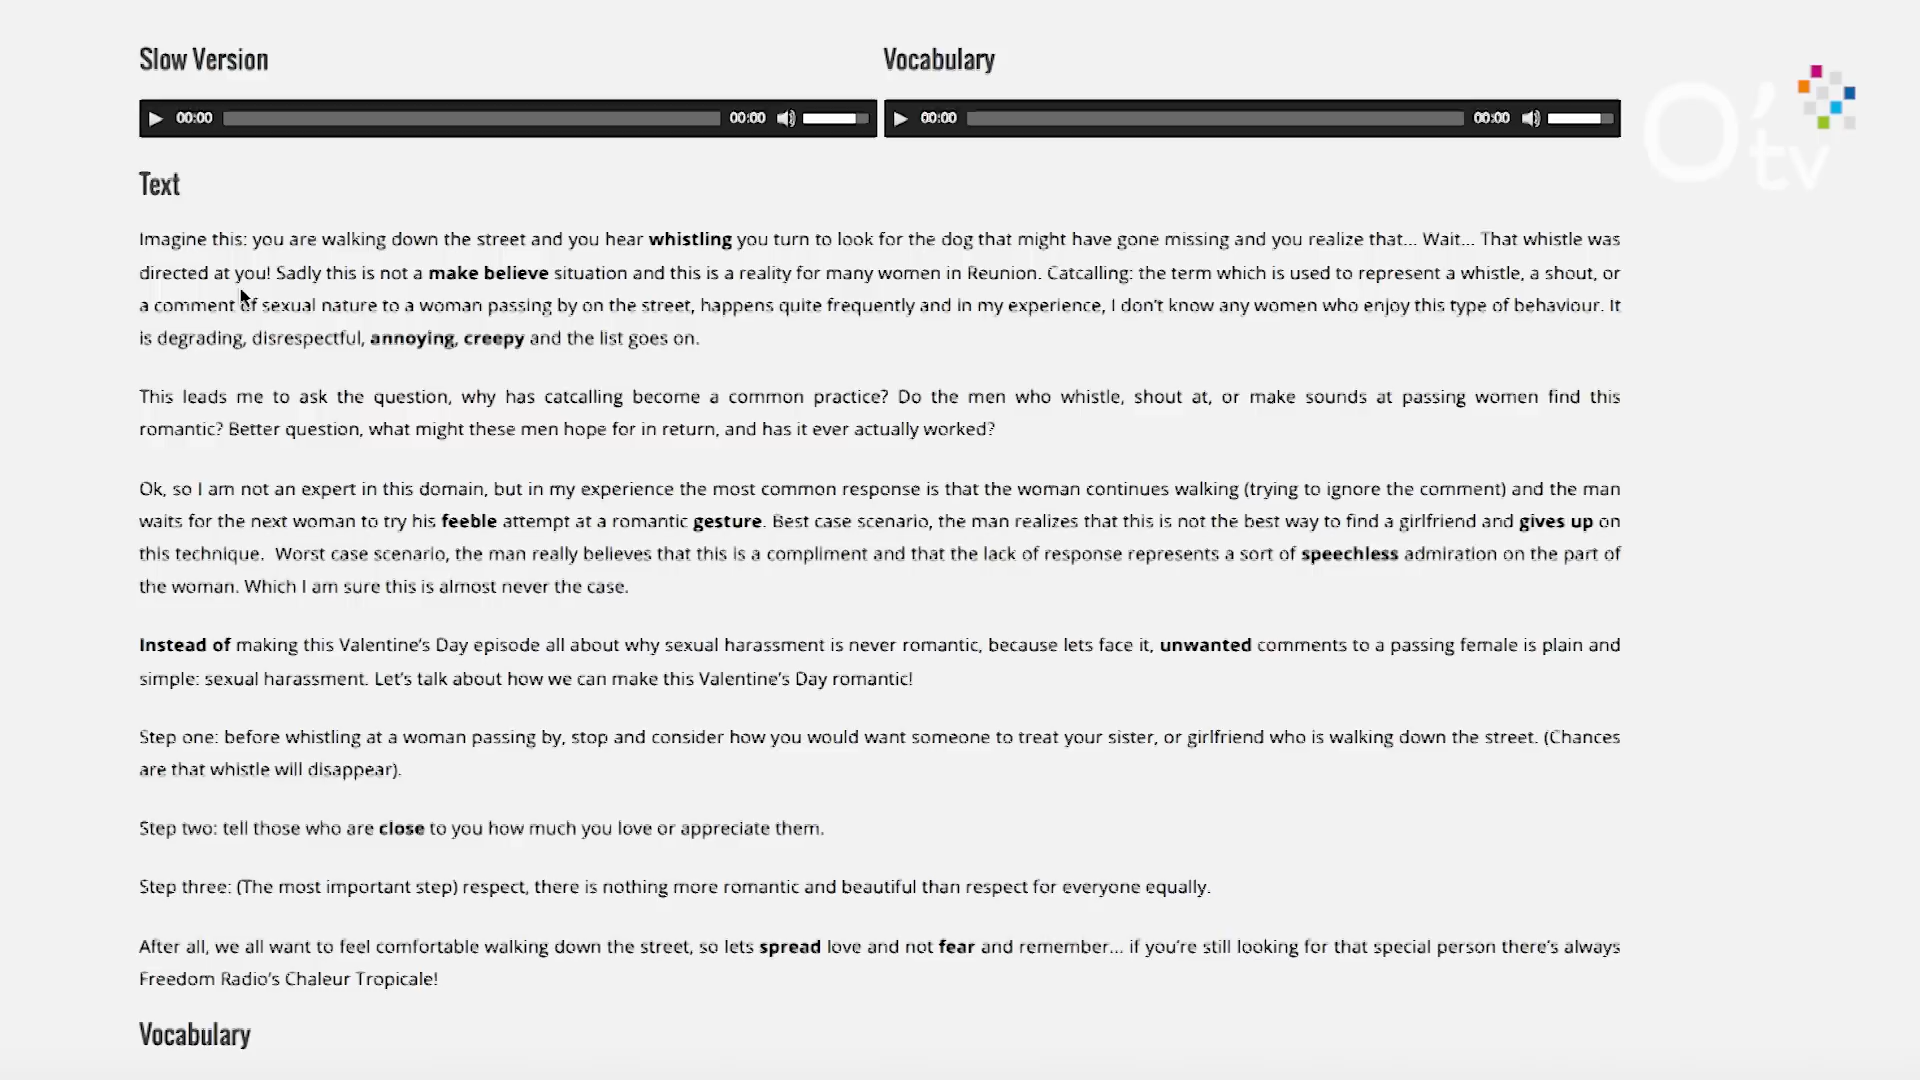 Slow Version
Vocabulary
00:00 00:00
00:00 00:00
O'tv
Text
Imagine this: you are walking down the street and you hear whistling you turn to look for the dog that might have gone missing and you realize that... Wait... That whistle was
directed at you! Sadly this is not a make believe situation and this is a reality for many women in Reunion. Catcalling: the term which is used to represent a whistle, a shout, or
a comment of sexual nature to a woman passing by on the street, happens quite frequently and in my experience, I don't know any women who enjoy this type of behaviour. It
is degrading, disrespectful, annoying, creepy and the list goes on.
This leads me to ask the question, why has catcalling become a common practice? Do the men who whistle, shout at, or make sounds at passing women find this
romantic? Better question, what might these men hope for in return, and has it ever actually worked?
Ok, so I am not an expert in this domain, but in my experience the most common response is that the woman continues walking (trying to ignore the comment) and the man
waits for the next woman to try his feeble attempt at a romantic gesture. Best case scenario, the man realizes that this is not the best way to find a girlfriend and gives up on
this technique. Worst case scenario, the man really believes that this is a compliment and that the lack of response represents a sort of speechless admiration on the part of
the woman. Which I am sure this is almost never the case.
Instead of making this Valentine's Day episode all about why sexual harassment is never romantic, because lets face it, unwanted comments to a passing female is plain and
simple: sexual harassment. Let's talk about how we can make this Valentine's Day romantic!
Step one: before whistling at a woman passing by, stop and consider how you would want someone to treat your sister, or girlfriend who is walking down the street. (Chances
are that whistle will disappear).
Step two: tell those who are close to you how much you love or appreciate them.
Step three: (The most important step) respect, there is nothing more romantic and beautiful than respect for everyone equally.
After all, we all want to feel comfortable walking down the street, so lets spread love and not fear and remember... if you're still looking for that special person there's always
Freedom Radio's Chaleur Tropicale!
Vocabulary